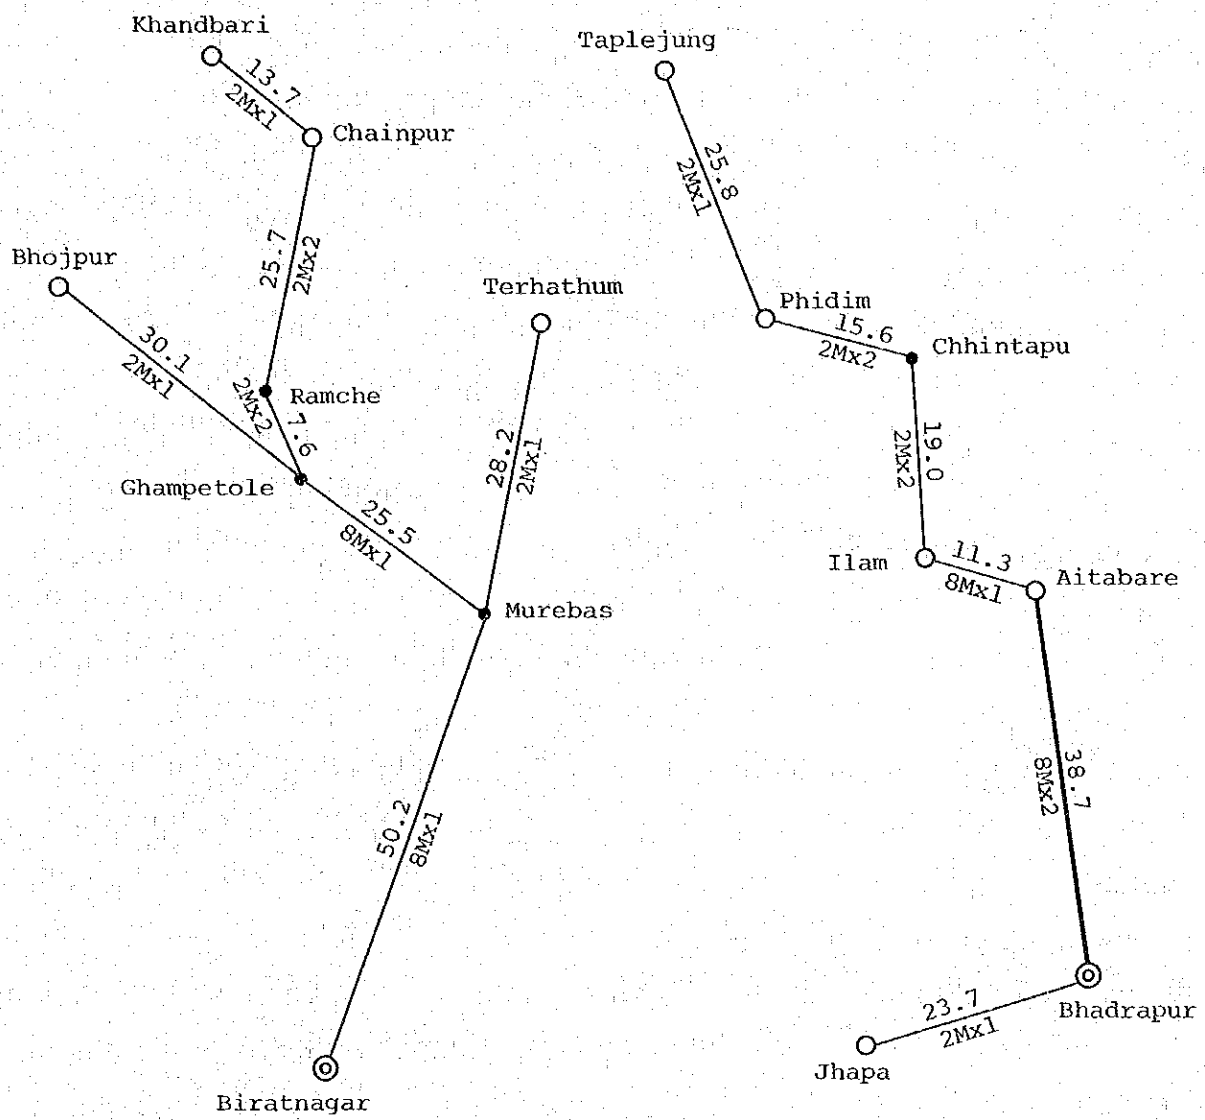 Khandbari
13.7
2Mx1
Chainpur
25.7
2Mx2
Bhojpur
30.1
2Mx1
Ramche
2Mx2
7.6
Ghampetole
25.5
8Mx1
Terhathum
28.2
2Mx1
Murebas
50.2
8Mx1
Biratnagar
Taplejung
25.8
2Mx1
Phidim
15.6
2Mx2
Chhintapu
19.0
2Mx2
Ilam
11.3
8Mx1
Aitabare
38.7
8Mx2
Bhadrapur
23.7
2Mx1
Jhapa